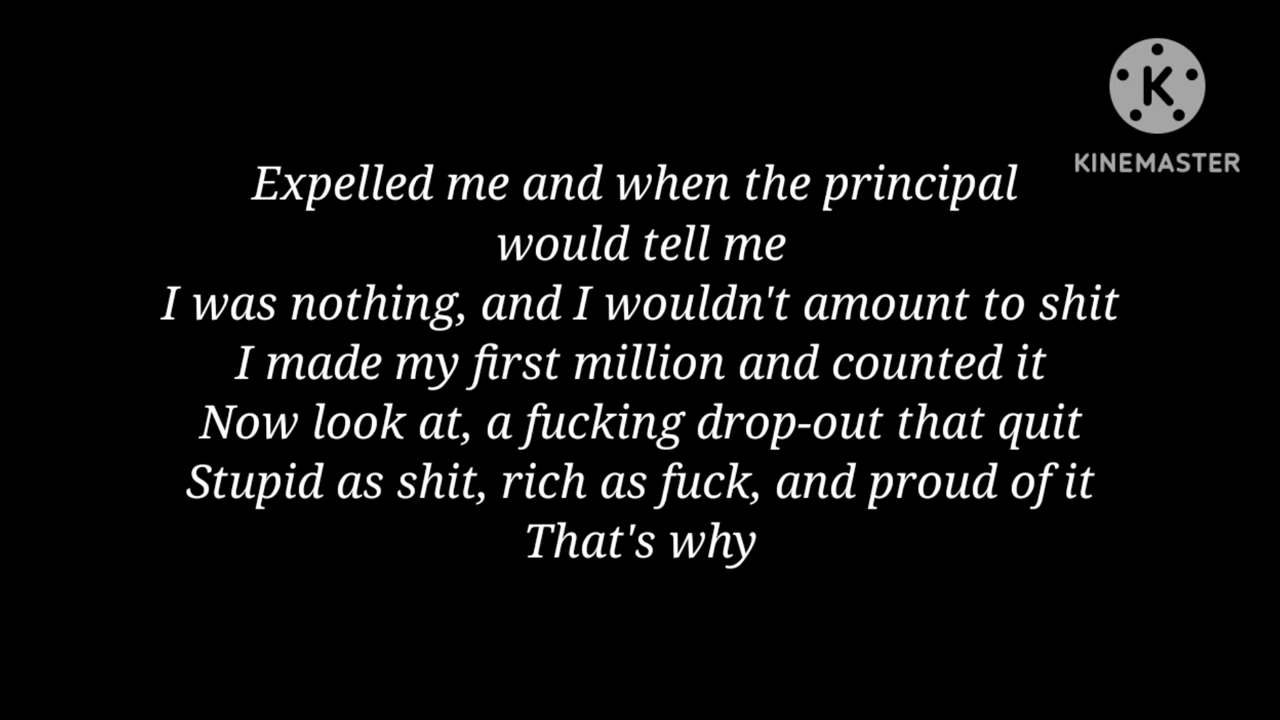 K
KINEMASTER
Expelled me and when the principal
would tell me
I was nothing, and I wouldn't amount to shit
I made my first million and counted it
Now look at, a fucking drop-out that quit
Stupid as shit, rich as fuck, and proud of it
That's why